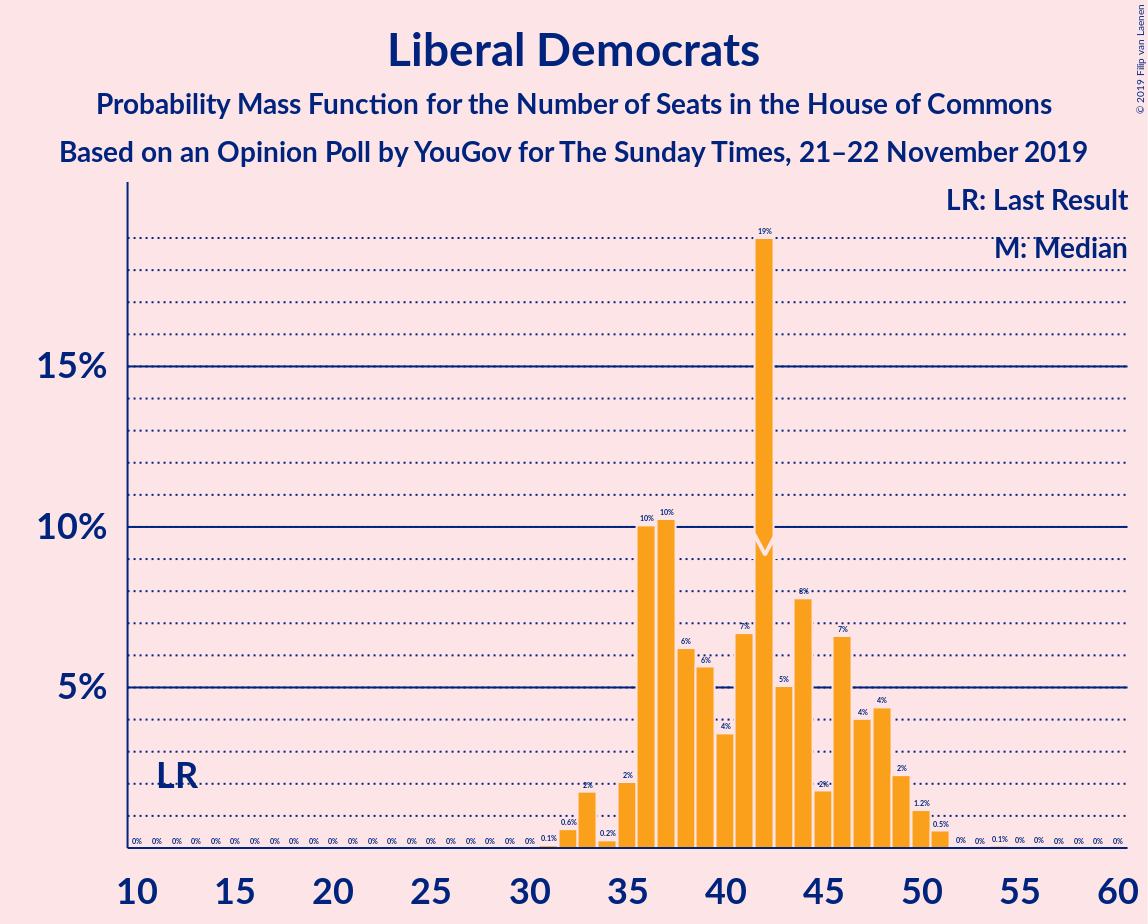 Liberal Democrats
Probability Mass Function for the Number of Seats in the House of Commons
Based on an Opinion Poll by YouGov for The Sunday Times, 21–22 November 2019
© 2019 Filip van Laenen
LR: Last Result
M: Median
15%
10%
5%
LR
0% 0% 0% 0% 0% 0% 0% 0% 0% 0% 0% 0% 0% 0% 0% 0% 0% 0% 0% 0% 0% 0.1% 0.6% 2% 0.2% 2% 10% 10% 6% 6% 4% 7% 19% 5% 8% 2% 7% 4% 4% 2% 1.2% 0.5% 0% 0% 0.1% 0% 0% 0% 0% 0% 0%
10 15 20 25 30 35 40 45 50 55 60